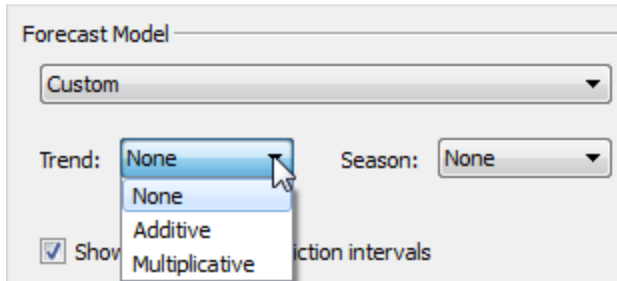 Forecast Model
Custom
Trend: None Season: None
None
Additive
Show iction intervals
Multiplicative